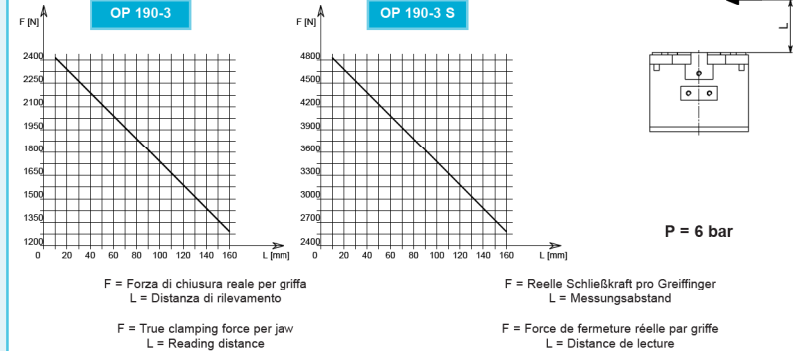 OP 190-3
F [N]
2400
2250
2100
1950
1800
1650
1500
1350
1200
0 20 40 60 80 100 120 140 160 L [mm]
OP 190-3 S
F [N]
4800
4500
4200
3900
3600
3300
3000
2700
2400
0 20 40 60 80 100 120 140 160 L [mm]
L
P = 6 bar
F = Forza di chiusura reale per griffa
L = Distanza di rilevamento
F = Reelle Schließkraft pro Greiffinger
L = Messungsabstand
F = True clamping force per jaw
L = Reading distance
F = Force de fermeture réelle par griffe
L = Distance de lecture